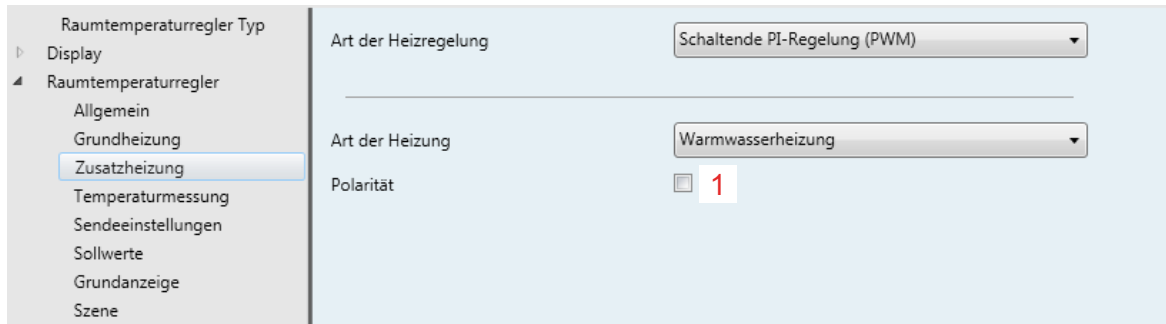 Raumtemperaturregler Typ
Display
Raumtemperaturregler
Allgemein
Grundheizung
Zusatzheizung
Temperaturmessung
Sendeeinstellungen
Sollwerte
Grundanzeige
Szene
Art der Heizregelung Schaltende PI-Regelung (PWM)
Art der Heizung Warmwasserheizung
Polarität 1